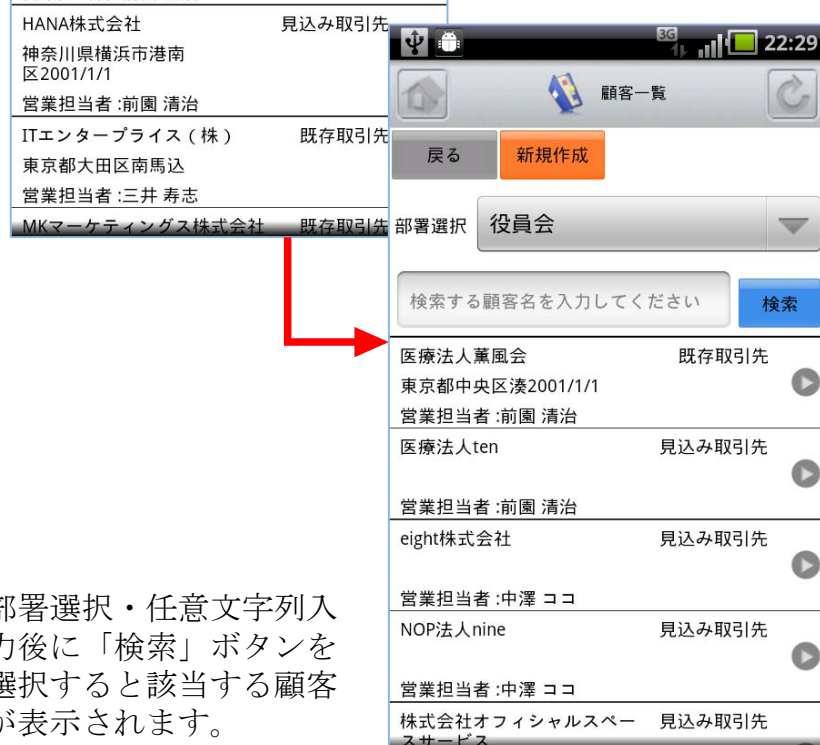 HANA株式会社 見込み取引先
神奈川県横浜市港南
区2001/1/1
営業担当者 :前園 清治
ITエンタープライス（株） 既存取引先
東京都大田区南馬込
営業担当者 :三井 寿志
MKマーケティングス株式会社 既存取引先
3G 22:29
顧客一覧
戻る 新規作成
部署選択 役員会
検索する顧客名を入力してください 検索
医療法人薫風会 既存取引先
東京都中央区湊2001/1/1
営業担当者 :前園 清治
医療法人ten 見込み取引先
営業担当者 :前園 清治
eight株式会社 見込み取引先
営業担当者 :中澤 ココ
NOP法人nine 見込み取引先
営業担当者 :中澤 ココ
株式会社オフィシャルスペー 見込み取引先
スサービス
部署選択・任意文字列入
力後に「検索」ボタンを
選択すると該当する顧客
が表示されます。